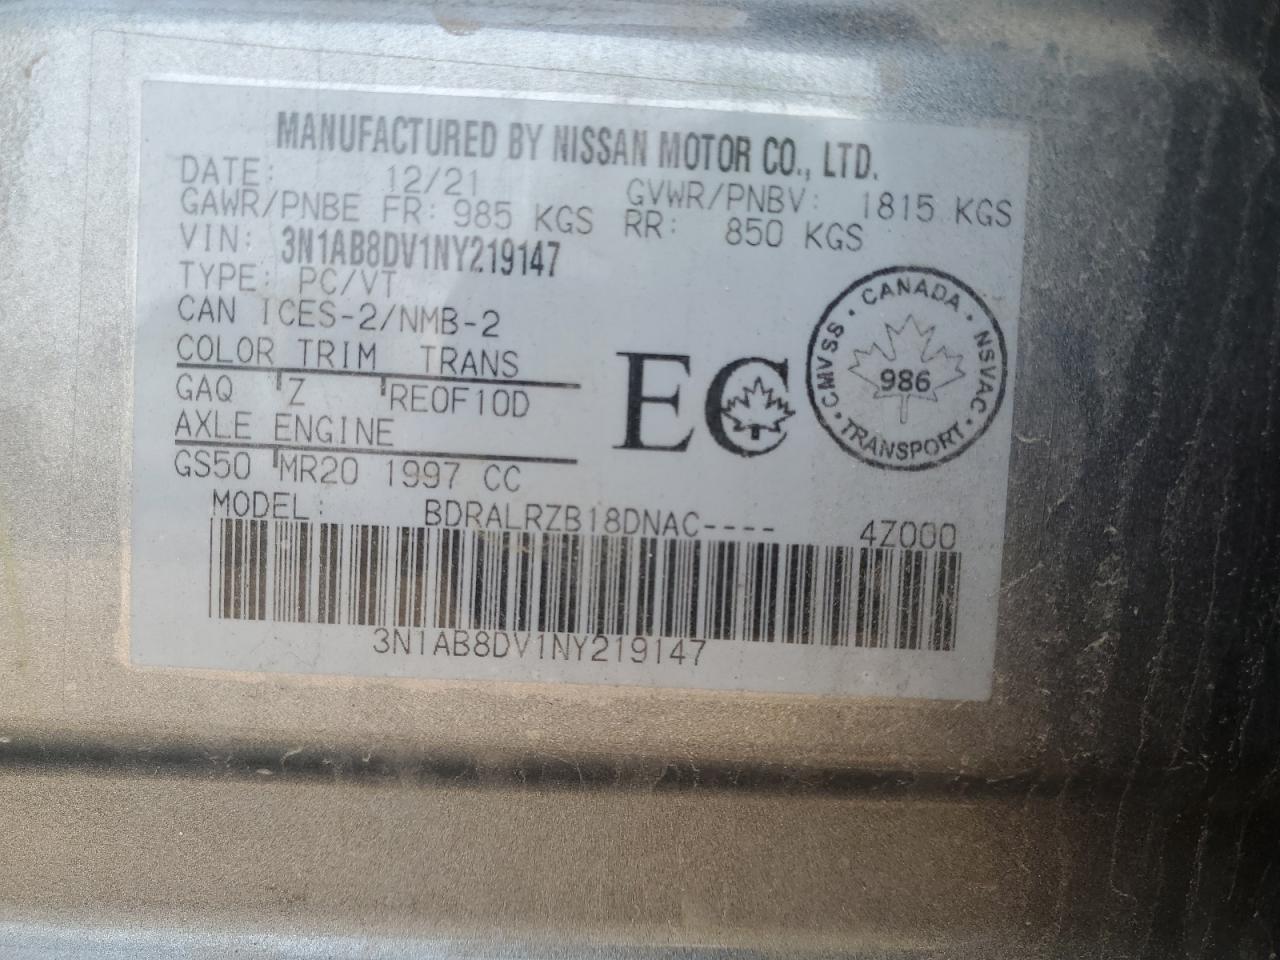 MANUFACTURED BY NISSAN MOTOR CO., LTD.
DATE: 12/21 GVWR/PNBV: 1815 KGS
GAWR/PNBE FR: 985 KGS RR: 850 KGS
VIN: 3N1AB8DV1NY219147
TYPE: PC/VT
CAN ICES-2/NMB-2
COLOR TRIM TRANS
GAQ Z RE0F10D
AXLE ENGINE
GS50 MR20 1997 CC
EC
CANADA · NSVAC · TRANSPORT · CMVSS ·
986
MODEL: BDRALRZB18DNAC---- 4Z000
3N1AB8DV1NY219147